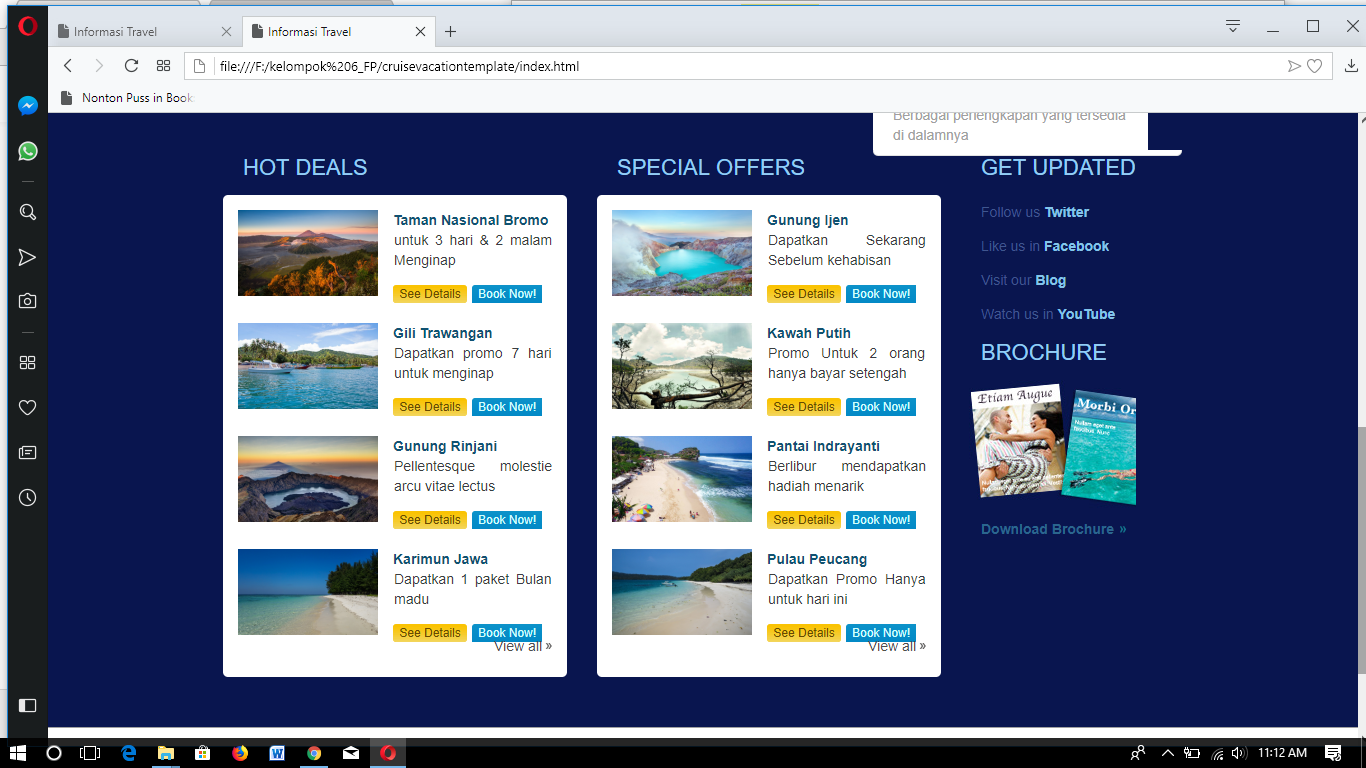 Informasi Travel
Informasi Travel
file:///F:/kelompok%206_FP/cruisevacationtemplate/index.html
Nonton Puss in Book
Berbagai perlengkapan yang tersedia
di dalamnya
HOT DEALS
Taman Nasional Bromo
untuk 3 hari & 2 malam
Menginap
See Details Book Now!
Gili Trawangan
Dapatkan promo 7 hari
untuk menginap
See Details Book Now!
Gunung Rinjani
Pellentesque molestie
arcu vitae lectus
See Details Book Now!
Karimun Jawa
Dapatkan 1 paket Bulan
madu
See Details Book Now!
View all »
SPECIAL OFFERS
Gunung Ijen
Dapatkan Sekarang
Sebelum kehabisan
See Details Book Now!
Kawah Putih
Promo Untuk 2 orang
hanya bayar setengah
See Details Book Now!
Pantai Indrayanti
Berlibur mendapatkan
hadiah menarik
See Details Book Now!
Pulau Peucang
Dapatkan Promo Hanya
untuk hari ini
See Details Book Now!
View all »
GET UPDATED
Follow us Twitter
Like us in Facebook
Visit our Blog
Watch us in YouTube
BROCHURE
Etiam Augue
Morbi Or
Download Brochure »
11:12 AM